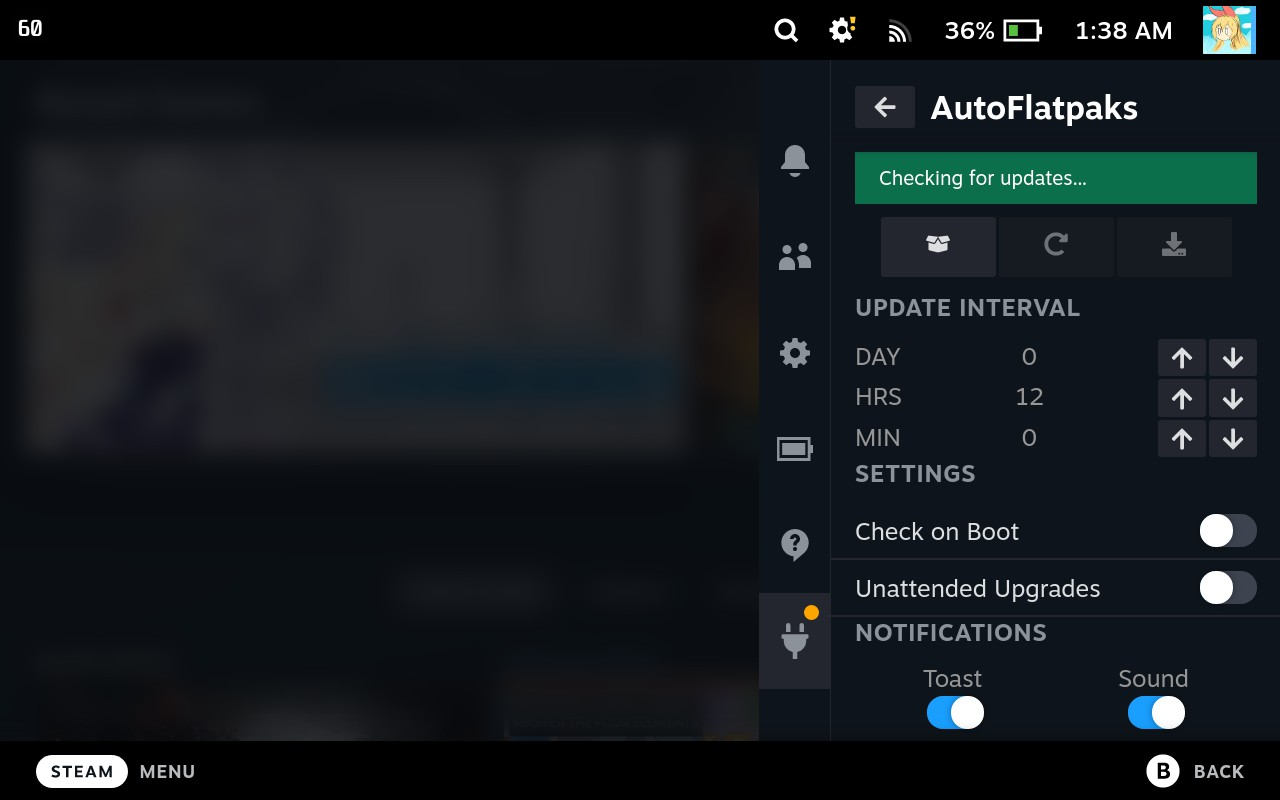 60
36%
1:38 AM
AutoFlatpaks
Checking for updates...
UPDATE INTERVAL
DAY 0
HRS 12
MIN 0
SETTINGS
Check on Boot
Unattended Upgrades
NOTIFICATIONS
Toast Sound
STEAM MENU
B BACK